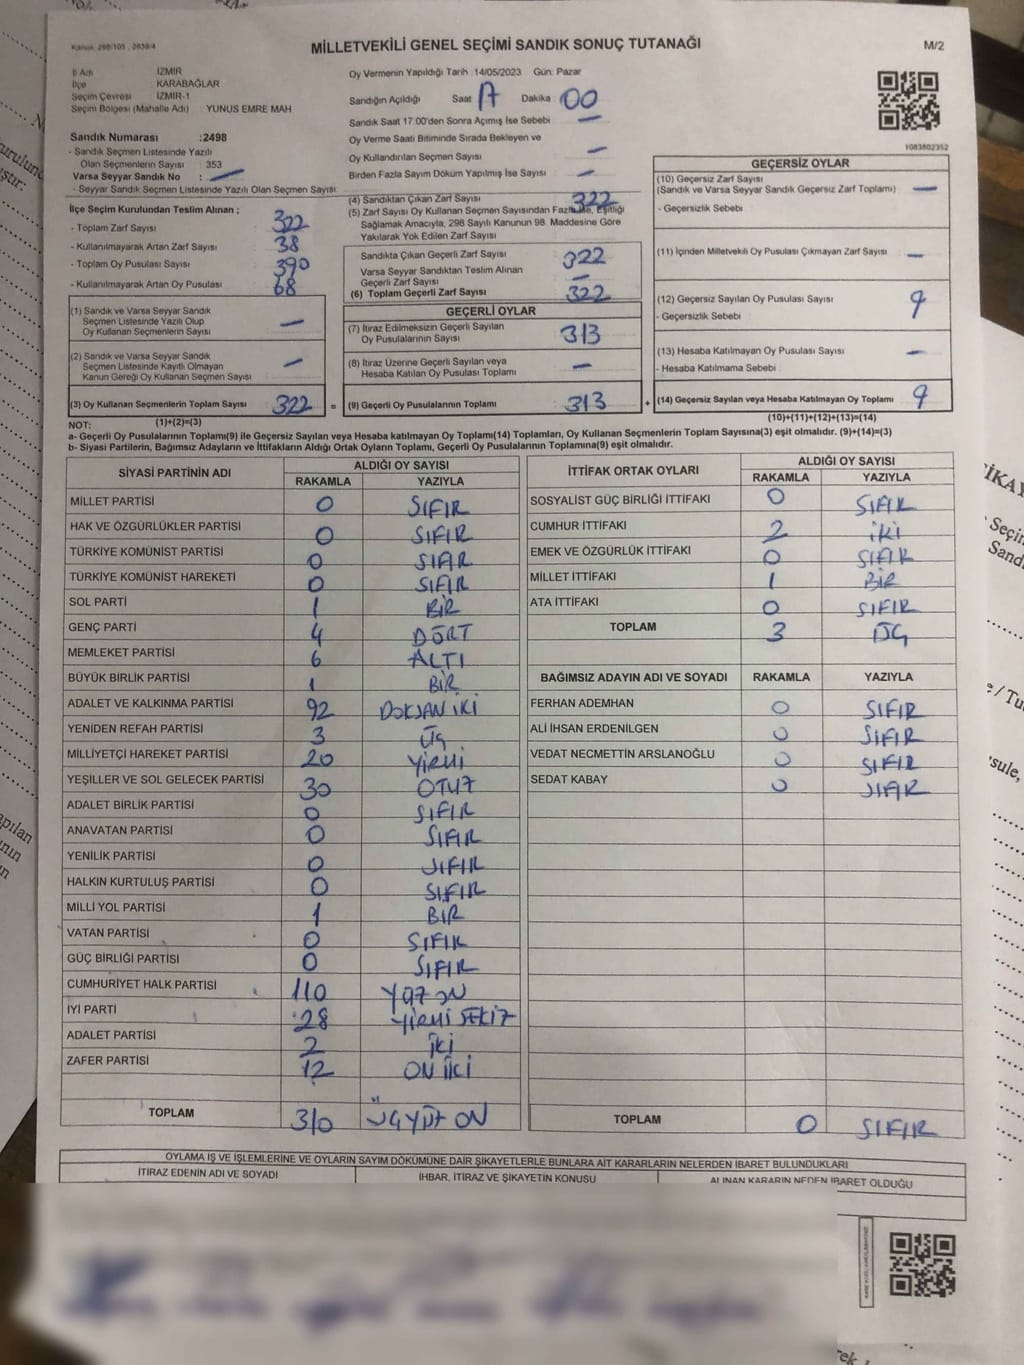 Kanun: 298/105 , 2839/4
MİLLETVEKİLİ GENEL SEÇİMİ SANDIK SONUÇ TUTANAĞI
M/2
İl Adı : İZMİR
İlçe : KARABAĞLAR
Seçim Çevresi : İZMİR-1
Seçim Bölgesi (Mahalle Adı) : YUNUS EMRE MAH
Sandık Numarası :2498
- Sandık Seçmen Listesinde Yazılı
Olan Seçmenlerin Sayısı : 353
Varsa Seyyar Sandık No : —
- Seyyar Sandık Seçmen Listesinde Yazılı Olan Seçmen Sayısı
Oy Vermenin Yapıldığı Tarih :14/05/2023 Gün: Pazar
Sandığın Açıldığı Saat 17 Dakika : 00
Sandık Saat 17:00'den Sonra Açımış İse Sebebi —
Oy Verme Saati Bitiminde Sırada Bekleyen ve
Oy Kullandırılan Seçmen Sayısı : —
Birden Fazla Sayım Döküm Yapılmış İse Sayısı : —
1083802352
İlçe Seçim Kurulundan Teslim Alınan ;
- Toplam Zarf Sayısı : 322
- Kullanılmayarak Artan Zarf Sayısı : 38
- Toplam Oy Pusulası Sayısı : 390
- Kullanılmayarak Artan Oy Pusulası : 68
(4) Sandıktan Çıkan Zarf Sayısı 322
(5) Zarf Sayısı Oy Kullanan Seçmen Sayısından Fazla İse, Eşitliği
Sağlamak Amacıyla, 298 Sayılı Kanunun 98. Maddesine Göre
Yakılarak Yok Edilen Zarf Sayısı
Sandıkta Çıkan Geçerli Zarf Sayısı 322
Varsa Seyyar Sandıktan Teslim Alınan
Geçerli Zarf Sayısı —
(6) Toplam Geçerli Zarf Sayısı 322
GEÇERSİZ OYLAR
(10) Geçersiz Zarf Sayısı —
(Sandık ve Varsa Seyyar Sandık Geçersiz Zarf Toplamı)
- Geçersizlik Sebebi :
(11) İçinden Milletvekili Oy Pusulası Çıkmayan Zarf Sayısı —
(12) Geçersiz Sayılan Oy Pusulası Sayısı 9
- Geçersizlik Sebebi :
(13) Hesaba Katılmayan Oy Pusulası Sayısı —
- Hesaba Katılmama Sebebi :
(14) Geçersiz Sayılan veya Hesaba Katılmayan Oy Toplamı 9
(10)+(11)+(12)+(13)=(14)
(1) Sandık ve Varsa Seyyar Sandık
Seçmen Listesinde Yazılı Olup
Oy Kullanan Seçmenlerin Sayısı —
(2) Sandık ve Varsa Seyyar Sandık
Seçmen Listesinde Kayıtlı Olmayan
Kanun Gereği Oy Kullanan Seçmen Sayısı —
(3) Oy Kullanan Seçmenlerin Toplam Sayısı 322 =
(1)+(2)=(3)
GEÇERLİ OYLAR
(7) İtiraz Edilmeksizin Geçerli Sayılan
Oy Pusulalarının Sayısı 313
(8) İtiraz Üzerine Geçerli Sayılan veya
Hesaba Katılan Oy Pusulası Toplamı —
(9) Geçerli Oy Pusulalarının Toplamı 313 +
NOT:
a- Geçerli Oy Pusulalarının Toplamı(9) ile Geçersiz Sayılan veya Hesaba katılmayan Oy Toplamı(14) Toplamları, Oy Kullanan Seçmenlerin Toplam Sayısına(3) eşit olmalıdır. (9)+(14)=(3)
b- Siyasi Partilerin, Bağımsız Adayların ve İttifakların Aldığı Ortak Oyların Toplamı, Geçerli Oy Pusulalarının Toplamına(9) eşit olmalıdır.
SİYASİ PARTİNİN ADI
ALDIĞI OY SAYISI
RAKAMLA YAZIYLA
MİLLET PARTİSİ 0 SIFIR
HAK VE ÖZGÜRLÜKLER PARTİSİ 0 SIFIR
TÜRKİYE KOMÜNİST PARTİSİ 0 SIFIR
TÜRKİYE KOMÜNİST HAREKETİ 0 SIFIR
SOL PARTİ 1 BİR
GENÇ PARTİ 4 DÖRT
MEMLEKET PARTİSİ 6 ALTI
BÜYÜK BİRLİK PARTİSİ 1 BİR
ADALET VE KALKINMA PARTİSİ 92 DOKSAN İKİ
YENİDEN REFAH PARTİSİ 3 ÜÇ
MİLLİYETÇİ HAREKET PARTİSİ 20 YİRMİ
YEŞİLLER VE SOL GELECEK PARTİSİ 30 OTUZ
ADALET BİRLİK PARTİSİ 0 SIFIR
ANAVATAN PARTİSİ 0 SIFIR
YENİLİK PARTİSİ 0 SIFIR
HALKIN KURTULUŞ PARTİSİ 0 SIFIR
MİLLİ YOL PARTİSİ 1 BIR
VATAN PARTİSİ 0 SIFIR
GÜÇ BİRLİĞİ PARTİSİ 0 SIFIR
CUMHURİYET HALK PARTİSİ 110 YÜZ ON
İYİ PARTİ 28 YİRMİ SEKİZ
ADALET PARTİSİ 2 İKİ
ZAFER PARTİSİ 12 ON İKİ
TOPLAM 310 ÜÇYÜZ ON
İTTİFAK ORTAK OYLARI
ALDIĞI OY SAYISI
RAKAMLA YAZIYLA
SOSYALIST GÜÇ BİRLİĞİ İTTİFAKI 0 SIFIR
CUMHUR İTTİFAKI 2 İKİ
EMEK VE ÖZGÜRLÜK İTTİFAKI 0 SIFIR
MİLLET İTTİFAKI 1 BİR
ATA İTTİFAKI 0 SIFIR
TOPLAM 3 ÜÇ
BAĞIMSIZ ADAYIN ADI VE SOYADI RAKAMLA YAZIYLA
FERHAN ADEMHAN 0 SIFIR
ALİ İHSAN ERDENİLGEN 0 SIFIR
VEDAT NECMETTİN ARSLANOĞLU 0 SIFIR
SEDAT KABAY 0 SIFIR
TOPLAM 0 SIFIR
OYLAMA İŞ VE İŞLEMLERİNE VE OYLARIN SAYIM DÖKÜMÜNE DAİR ŞİKAYETLERLE BUNLARA AİT KARARLARIN NELERDEN İBARET BULUNDUKLARI
İTİRAZ EDENİN ADI VE SOYADI
İHBAR, İTİRAZ VE ŞİKAYETİN KONUSU
ALINAN KARARIN NEDEN İBARET OLDUĞU